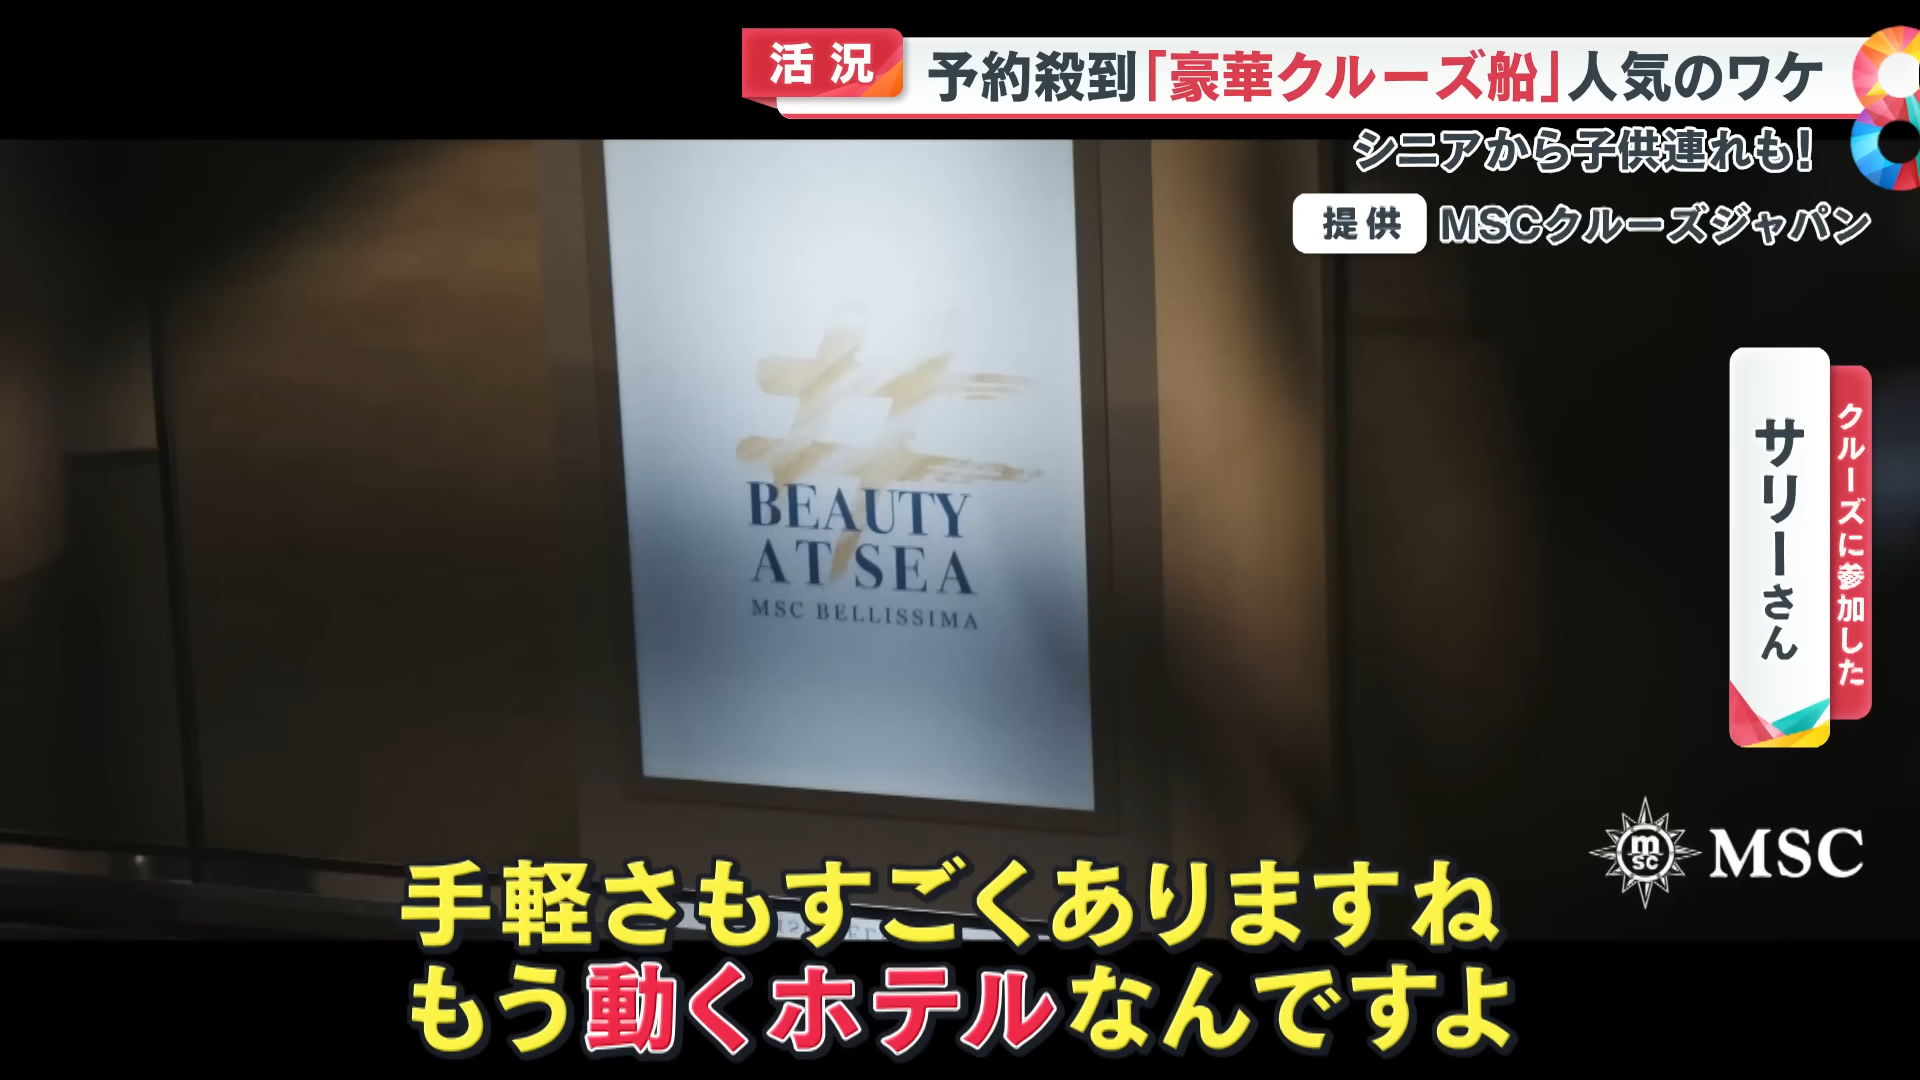 活況
予約殺到「豪華クルーズ船」人気のワケ
シニアから子供連れも!
提供 MSCクルーズジャパン
クルーズに参加した
サリーさん
#
BEAUTY
AT SEA
MSC BELLISSIMA
msc MSC
手軽さもすごくありますね
もう動くホテルなんですよ